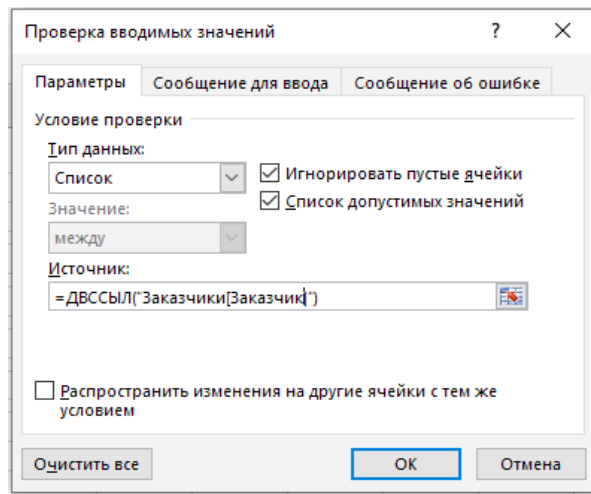 Проверка вводимых значений ? ×
Параметры Сообщение для ввода Сообщение об ошибке
Условие проверки
Тип данных:
Список
Игнорировать пустые ячейки
Значение:
Список допустимых значений
между
Источник:
=ДВССЫЛ("Заказчики[Заказчик]")
Распространить изменения на другие ячейки с тем же
условием
Очистить все ОК Отмена